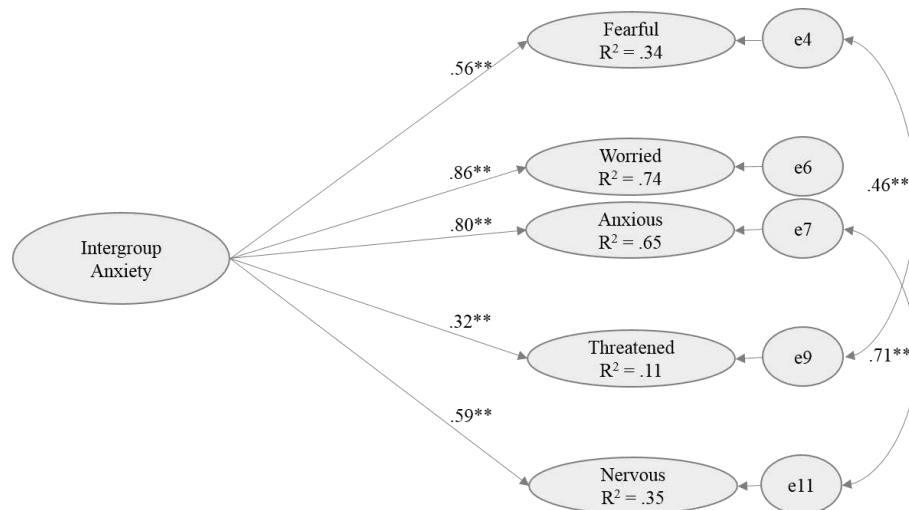 Fearful
R² = .34
e4
.56**
Worried
R² = .74
e6
.86**
.46**
Anxious
R² = .65
e7
.80**
Intergroup
Anxiety
.32**
Threatened
R² = .11
e9
.71**
.59**
Nervous
R² = .35
e11